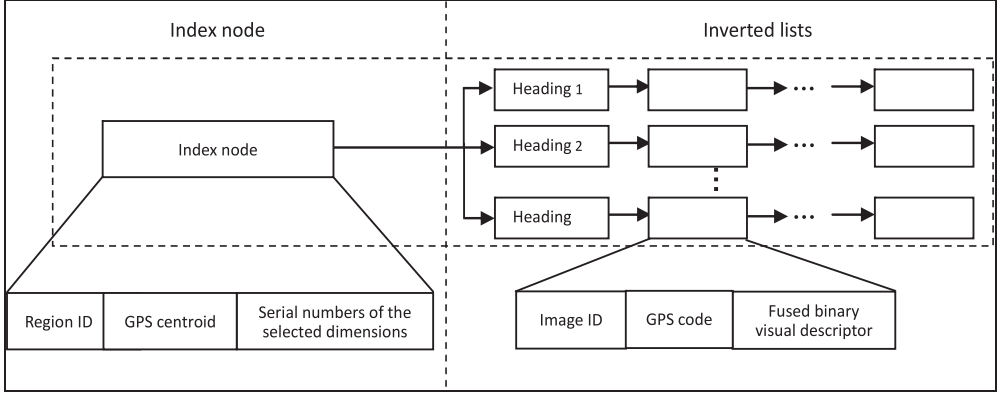 Index node
Inverted lists
Heading 1
...
Index node
Heading 2
...
Heading
...
Region ID
GPS centroid
Serial numbers of the
selected dimensions
Image ID
GPS code
Fused binary
visual descriptor